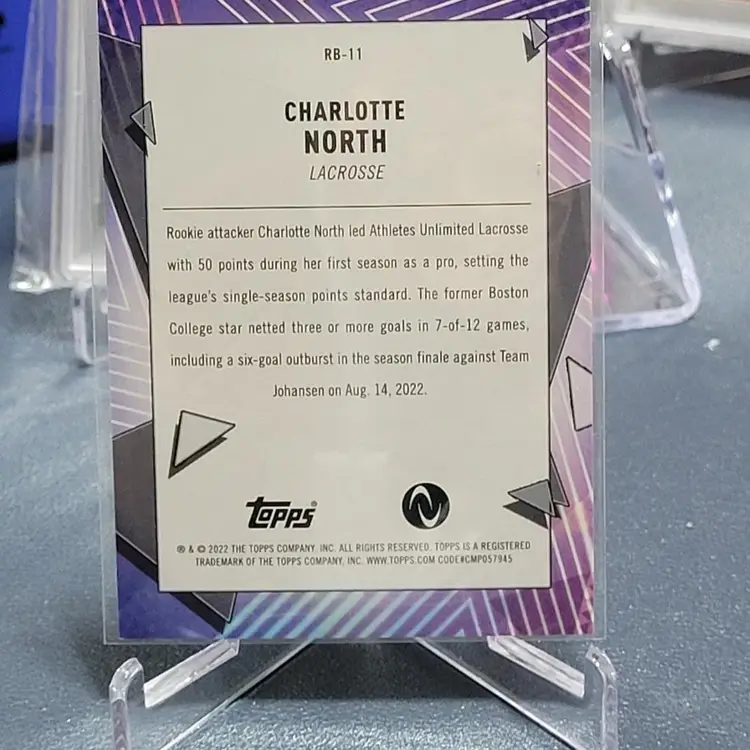 RB-11
CHARLOTTE
NORTH
LACROSSE
Rookie attacker Charlotte North led Athletes Unlimited Lacrosse
with 50 points during her first season as a pro, setting the
league's single-season points standard. The former Boston
College star netted three or more goals in 7-of-12 games,
including a six-goal outburst in the season finale against Team
Johansen on Aug. 14, 2022.
Topps®
® & © 2022 THE TOPPS COMPANY, INC. ALL RIGHTS RESERVED. TOPPS IS A REGISTERED
TRADEMARK OF THE TOPPS COMPANY, INC. WWW.TOPPS.COM CODE#CMP057945